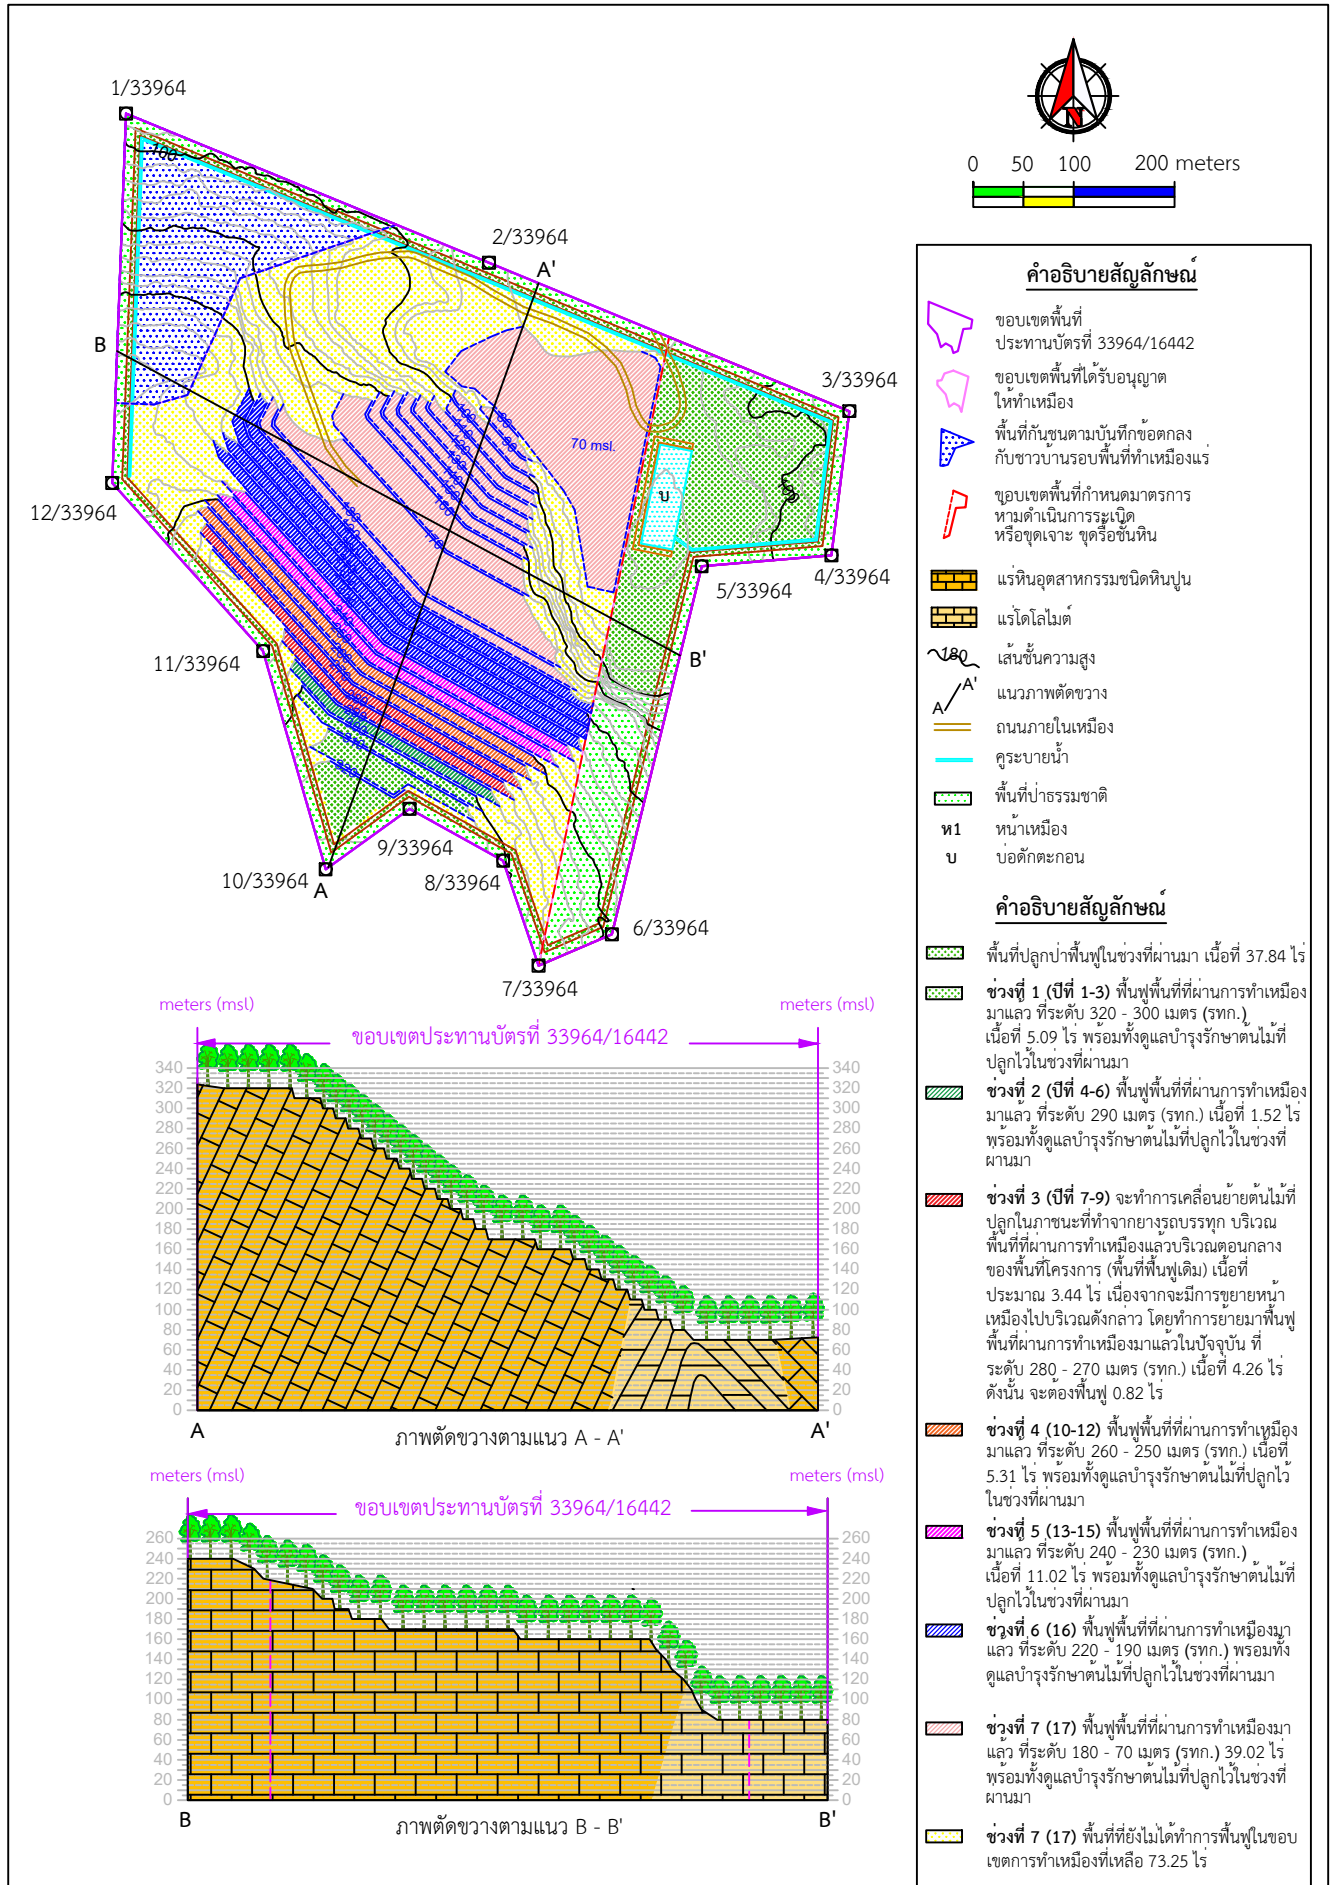 1/33964
2/33964
A'
3/33964
B
70 msl.
บ
12/33964
4/33964
5/33964
11/33964
B'
9/33964
10/33964
8/33964
A
6/33964
7/33964
N
0 50 100 200 meters
คำอธิบายสัญลักษณ์
ขอบเขตพื้นที่
ประทานบัตรที่ 33964/16442
ขอบเขตพื้นที่ได้รับอนุญาต
ให้ทำเหมือง
พื้นที่กันชนตามบันทึกข้อตกลง
กับชาวบ้านรอบพื้นที่ทำเหมืองแร่
ขอบเขตพื้นที่กำหนดมาตรการ
ห้ามดำเนินการระเบิด
หรือขุดเจาะ ขุดรื้อชั้นหิน
แร่หินอุตสาหกรรมชนิดหินปูน
แร่โดโลไมต์
180 เส้นชั้นความสูง
A A' แนวภาพตัดขวาง
ถนนภายในเหมือง
คูระบายน้ำ
พื้นที่ป่าธรรมชาติ
ห1 หน้าเหมือง
บ บ่อดักตะกอน
คำอธิบายสัญลักษณ์
พื้นที่ปลูกป่าฟื้นฟูในช่วงที่ผ่านมา เนื้อที่ 37.84 ไร่
ช่วงที่ 1 (ปีที่ 1-3) ฟื้นฟูพื้นที่ที่ผ่านการทำเหมือง
มาแล้ว ที่ระดับ 320 - 300 เมตร (รทก.)
เนื้อที่ 5.09 ไร่ พร้อมทั้งดูแลบำรุงรักษาต้นไม้ที่
ปลูกไว้ในช่วงที่ผ่านมา
ช่วงที่ 2 (ปีที่ 4-6) ฟื้นฟูพื้นที่ที่ผ่านการทำเหมือง
มาแล้ว ที่ระดับ 290 เมตร (รทก.) เนื้อที่ 1.52 ไร่
พร้อมทั้งดูแลบำรุงรักษาต้นไม้ที่ปลูกไว้ในช่วงที่
ผ่านมา
ช่วงที่ 3 (ปีที่ 7-9) จะทำการเคลื่อนย้ายต้นไม้ที่
ปลูกในภาชนะที่ทำจากยางรถบรรทุก บริเวณ
พื้นที่ที่ผ่านการทำเหมืองแล้วบริเวณตอนกลาง
ของพื้นที่โครงการ (พื้นที่ฟื้นฟูเดิม) เนื้อที่
ประมาณ 3.44 ไร่ เนื่องจากจะมีการขยายหน้า
เหมืองไปบริเวณดังกล่าว โดยทำการย้ายมาฟื้นฟู
พื้นที่ผ่านการทำเหมืองมาแล้วในปัจจุบัน ที่
ระดับ 280 - 270 เมตร (รทก.) เนื้อที่ 4.26 ไร่
ดังนั้น จะต้องฟื้นฟู 0.82 ไร่
ช่วงที่ 4 (10-12) ฟื้นฟูพื้นที่ที่ผ่านการทำเหมือง
มาแล้ว ที่ระดับ 260 - 250 เมตร (รทก.) เนื้อที่
5.31 ไร่ พร้อมทั้งดูแลบำรุงรักษาต้นไม้ที่ปลูกไว้
ในช่วงที่ผ่านมา
ช่วงที่ 5 (13-15) ฟื้นฟูพื้นที่ที่ผ่านการทำเหมือง
มาแล้ว ที่ระดับ 240 - 230 เมตร (รทก.)
เนื้อที่ 11.02 ไร่ พร้อมทั้งดูแลบำรุงรักษาต้นไม้ที่
ปลูกไว้ในช่วงที่ผ่านมา
ช่วงที่ 6 (16) ฟื้นฟูพื้นที่ที่ผ่านการทำเหมืองมา
แล้ว ที่ระดับ 220 - 190 เมตร (รทก.) พร้อมทั้ง
ดูแลบำรุงรักษาต้นไม้ที่ปลูกไว้ในช่วงที่ผ่านมา
ช่วงที่ 7 (17) ฟื้นฟูพื้นที่ที่ผ่านการทำเหมืองมา
แล้ว ที่ระดับ 180 - 70 เมตร (รทก.) 39.02 ไร่
พร้อมทั้งดูแลบำรุงรักษาต้นไม้ที่ปลูกไว้ในช่วงที่
ผ่านมา
ช่วงที่ 7 (17) พื้นที่ที่ยังไม่ได้ทำการฟื้นฟูในขอบ
เขตการทำเหมืองที่เหลือ 73.25 ไร่
meters (msl) meters (msl)
ขอบเขตประทานบัตรที่ 33964/16442
340 340
320 320
300 300
280 280
260 260
240 240
220 220
200 200
180 180
160 160
140 140
120 120
100 100
80 80
60 60
40 40
20 20
0 0
A A'
ภาพตัดขวางตามแนว A - A'
meters (msl) meters (msl)
ขอบเขตประทานบัตรที่ 33964/16442
260 260
240 240
220 220
200 200
180 180
160 160
140 140
120 120
100 100
80 80
60 60
40 40
20 20
0 0
B B'
ภาพตัดขวางตามแนว B - B'